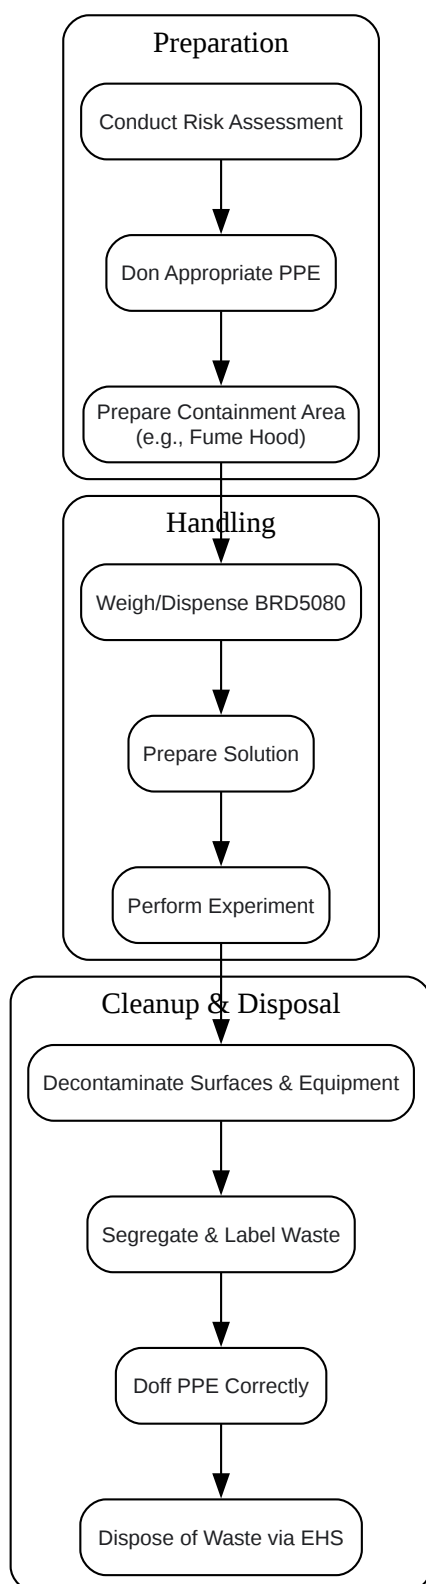 Preparation
Conduct Risk Assessment
Don Appropriate PPE
Prepare Containment Area
(e.g., Fume Hood)
Handling
Weigh/Dispense BRD5080
Prepare Solution
Perform Experiment
Cleanup & Disposal
Decontaminate Surfaces & Equipment
Segregate & Label Waste
Doff PPE Correctly
Dispose of Waste via EHS